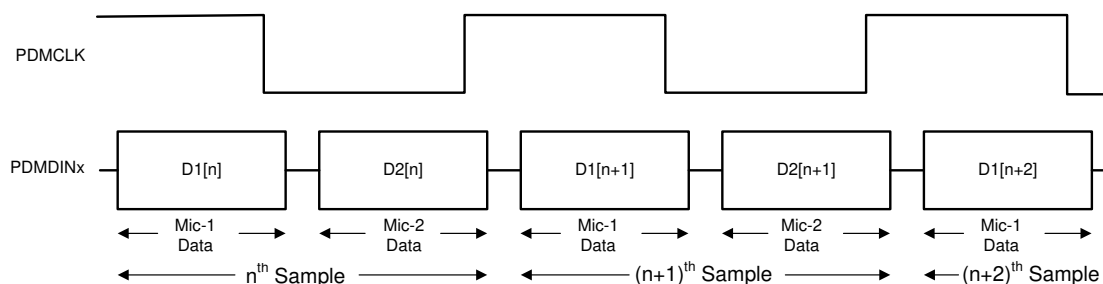 PDMCLK
PDMDINx
D1[n]
D2[n]
D1[n+1]
D2[n+1]
D1[n+2]
Mic-1
Data
Mic-2
Data
Mic-1
Data
Mic-2
Data
Mic-1
Data
nth Sample
(n+1)th Sample
(n+2)th Sample